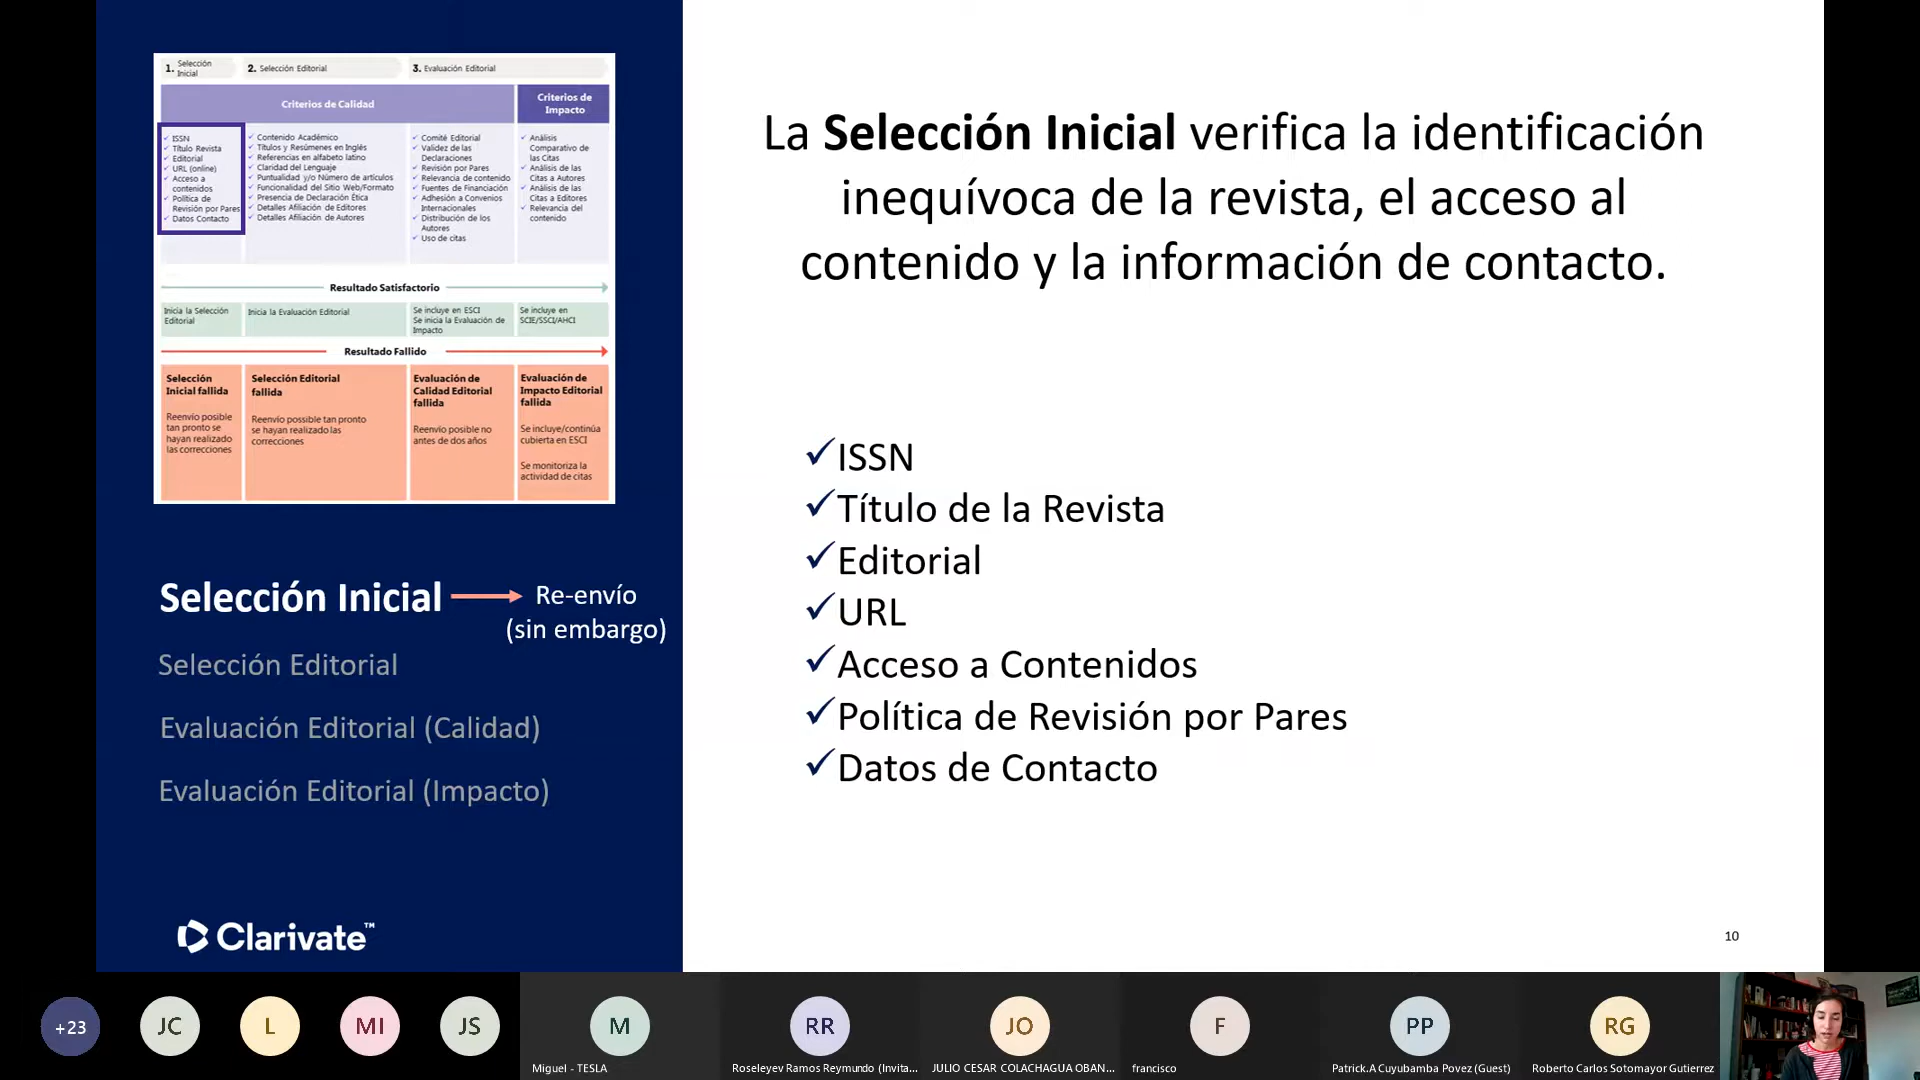 1. Selección Inicial
2. Selección Editorial
3. Evaluación Editorial
Criterios de Calidad
Criterios de Impacto
✓ ISSN
✓ Título Revista
✓ Editorial
✓ URL (online)
✓ Acceso a
contenidos
✓ Política de
Revisión por Pares
✓ Datos Contacto
✓ Contenido Académico
✓ Títulos y Resúmenes en Inglés
✓ Referencias en alfabeto latino
✓ Claridad del Lenguaje
✓ Puntualidad y/o Número de artículos
✓ Funcionalidad del Sitio Web/Formato
✓ Presencia de Declaración Ética
✓ Detalles Afiliación de Editores
✓ Detalles Afiliación de Autores
✓ Comité Editorial
✓ Validez de las
Declaraciones
✓ Revisión por Pares
✓ Relevancia de contenido
✓ Fuentes de Financiación
✓ Adhesión a Convenios
Internacionales
✓ Distribución de los
Autores
✓ Uso de citas
✓ Análisis
Comparativo de
las Citas
✓ Análisis de las
Citas a Autores
✓ Análisis de las
Citas a Editores
✓ Relevancia del
contenido
Resultado Satisfactorio
Inicia la Selección
Editorial
Inicia la Evaluación Editorial
Se incluye en ESCI
Se inicia la Evaluación de
Impacto
Se incluye en
SCIE/SSCI/AHCI
Resultado Fallido
Selección
Inicial fallida
Reenvío posible
tan pronto se
hayan realizado
las correcciones
Selección Editorial
fallida
Reenvío possible tan pronto
se hayan realizado las
correcciones
Evaluación de
Calidad Editorial
fallida
Reenvío posible no
antes de dos años
Evaluación de
Impacto Editorial
fallida
Se incluye/continúa
cubierta en ESCI
Se monitoriza la
actividad de citas
Selección Inicial
Re-envío
(sin embargo)
Selección Editorial
Evaluación Editorial (Calidad)
Evaluación Editorial (Impacto)
Clarivate™
La Selección Inicial verifica la identificación
inequívoca de la revista, el acceso al
contenido y la información de contacto.
✓ISSN
✓Título de la Revista
✓Editorial
✓URL
✓Acceso a Contenidos
✓Política de Revisión por Pares
✓Datos de Contacto
10
+23
JC
L
MI
JS
M
RR
JO
F
PP
RG
Miguel - TESLA
Roseleyev Ramos Reymundo (Invita...
JULIO CESAR COLACHAGUA OBAN...
francisco
Patrick.A Cuyubamba Povez (Guest)
Roberto Carlos Sotomayor Gutierrez